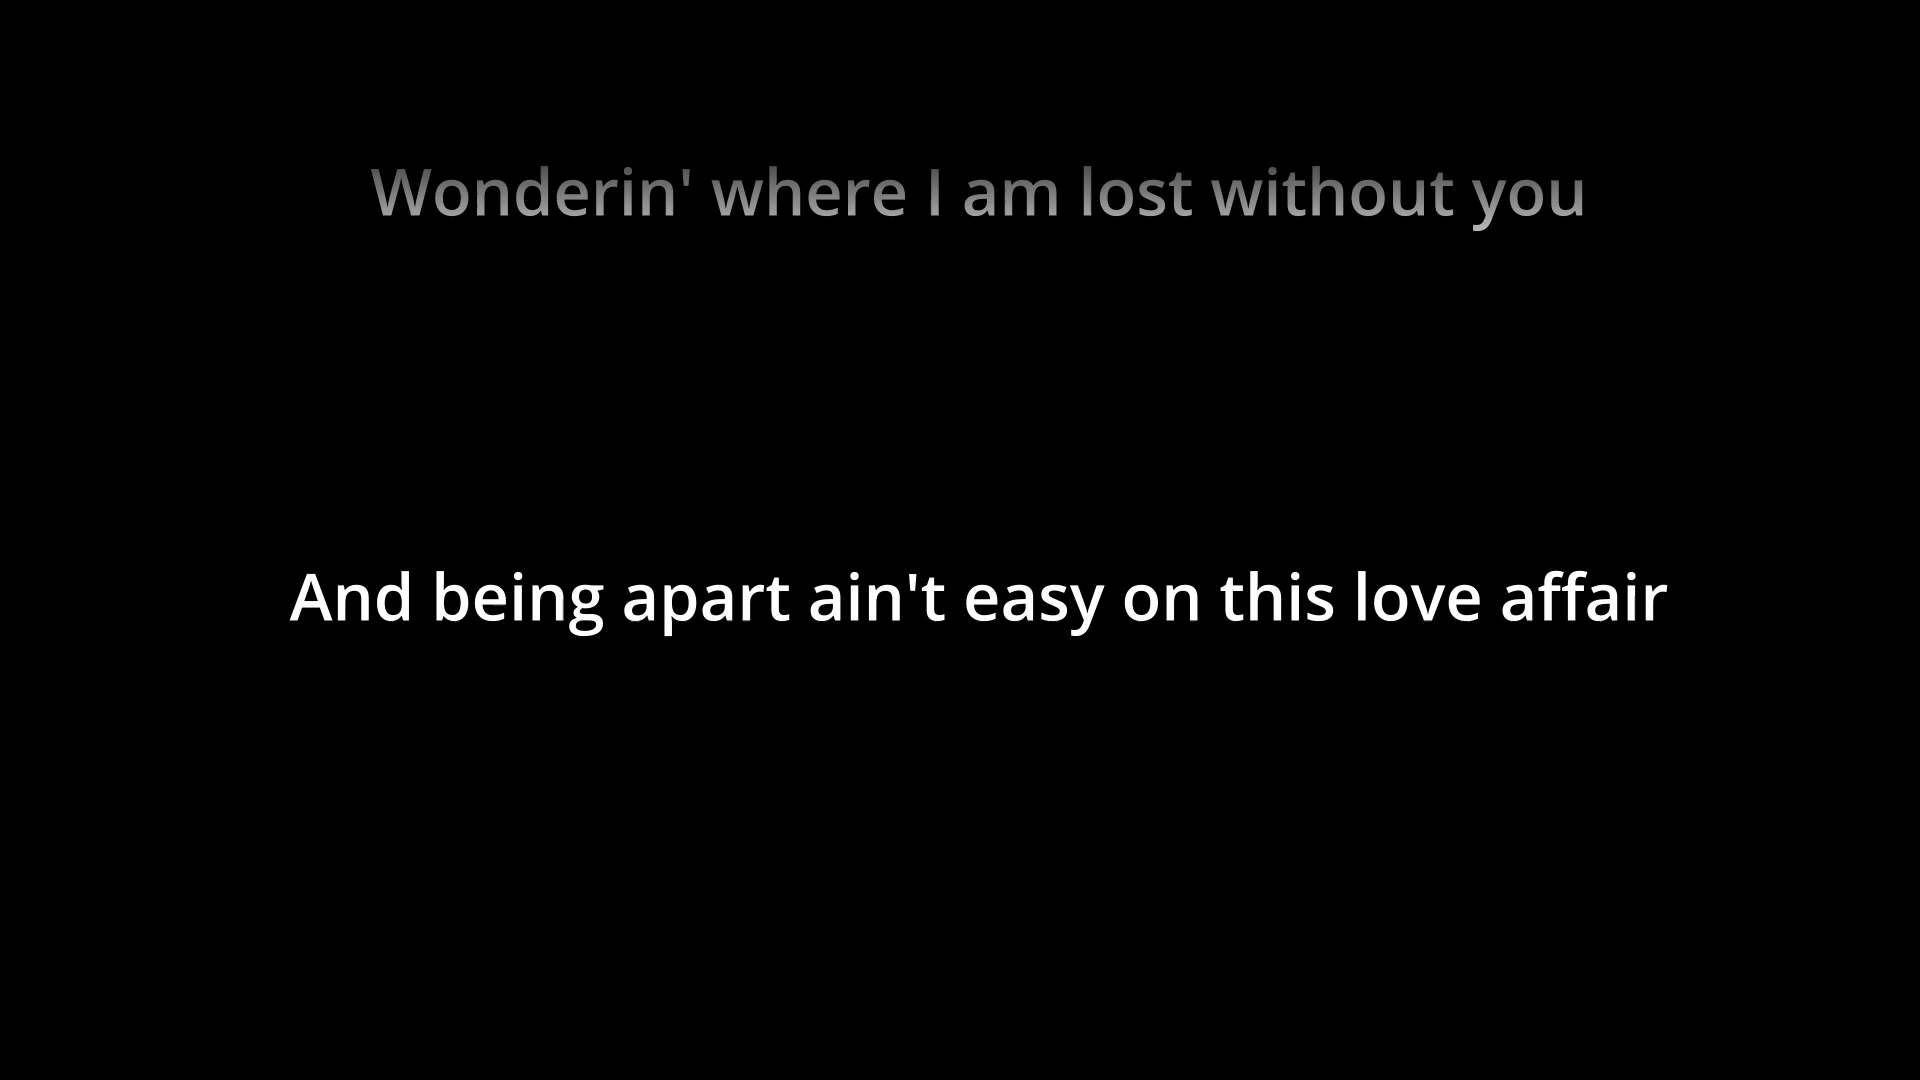 Wonderin' where I am lost without you
And being apart ain't easy on this love affair